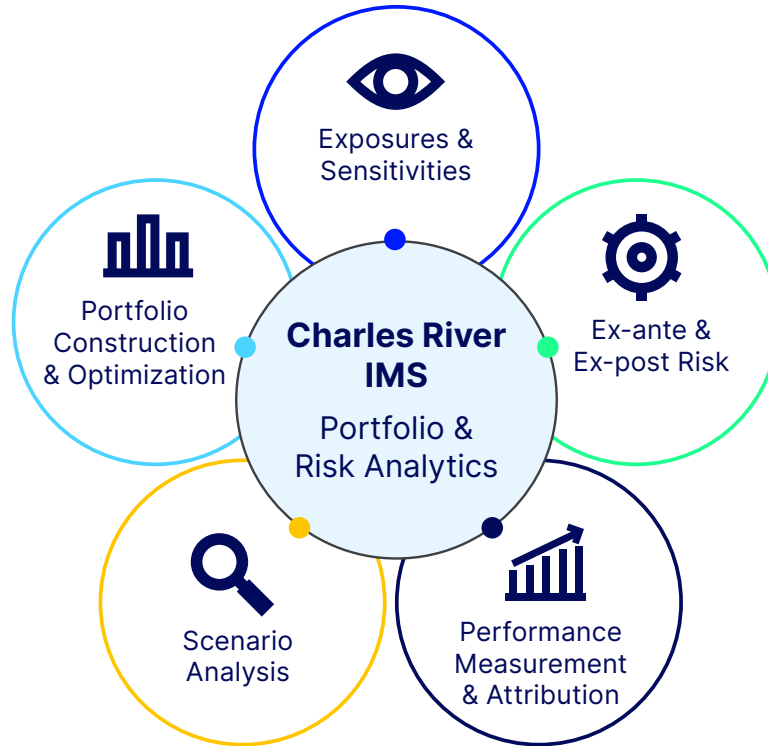 Exposures &
Sensitivities
Portfolio
Construction
& Optimization
Ex-ante &
Ex-post Risk
Charles River
IMS
Portfolio &
Risk Analytics
Scenario
Analysis
Performance
Measurement
& Attribution